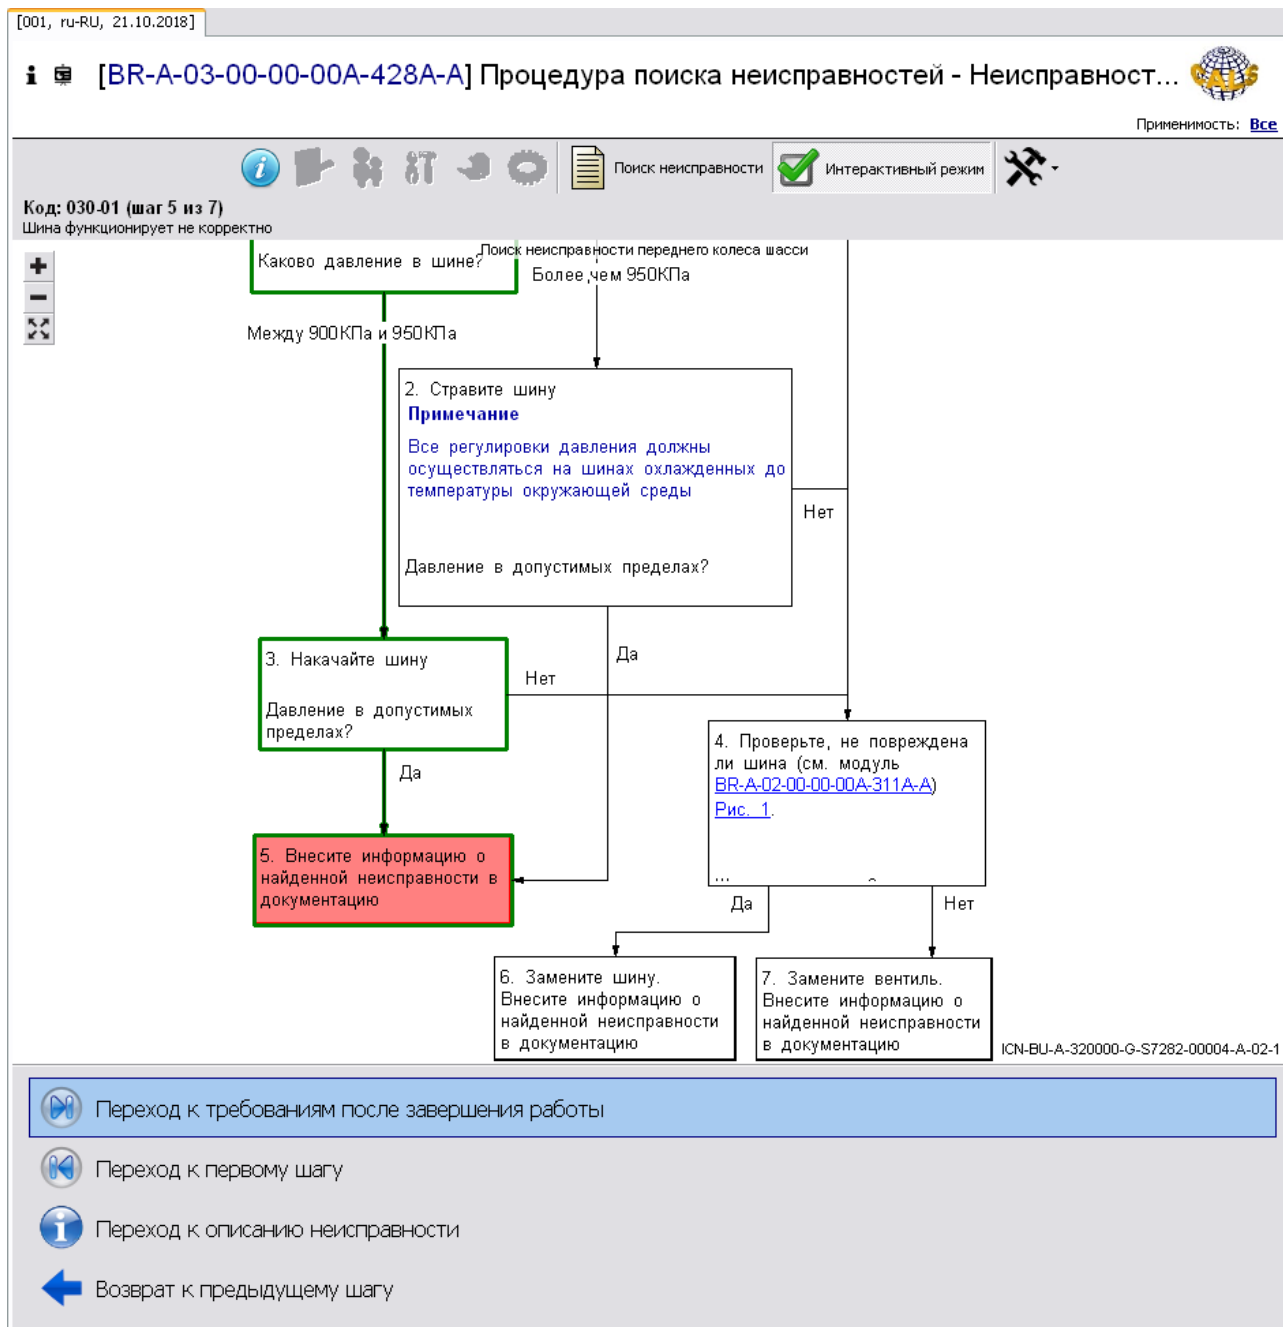 [001, ru-RU, 21.10.2018]
[BR-A-03-00-00-00A-428A-A] Процедура поиска неисправностей - Неисправност...
CALS
Применимость: Все
Поиск неисправности
Интерактивный режим
Код: 030-01 (шаг 5 из 7)
Шина функционирует не корректно
Поиск неисправности переднего колеса шасси
Каково давление в шине?
Более чем 950КПа
Между 900КПа и 950КПа
2. Стравите шину
Примечание
Все регулировки давления должны
осуществляться на шинах охлажденных до
температуры окружающей среды
Нет
Давление в допустимых пределах?
Да
3. Накачайте шину
Давление в допустимых
пределах?
Нет
Да
4. Проверьте, не повреждена
ли шина (см. модуль
BR-A-02-00-00-00A-311A-A)
Рис. 1.
5. Внесите информацию о
найденной неисправности в
документацию
Да
Нет
6. Замените шину.
Внесите информацию о
найденной неисправности
в документацию
7. Замените вентиль.
Внесите информацию о
найденной неисправности
в документацию
ICN-BU-A-320000-G-S7282-00004-A-02-1
Переход к требованиям после завершения работы
Переход к первому шагу
Переход к описанию неисправности
Возврат к предыдущему шагу